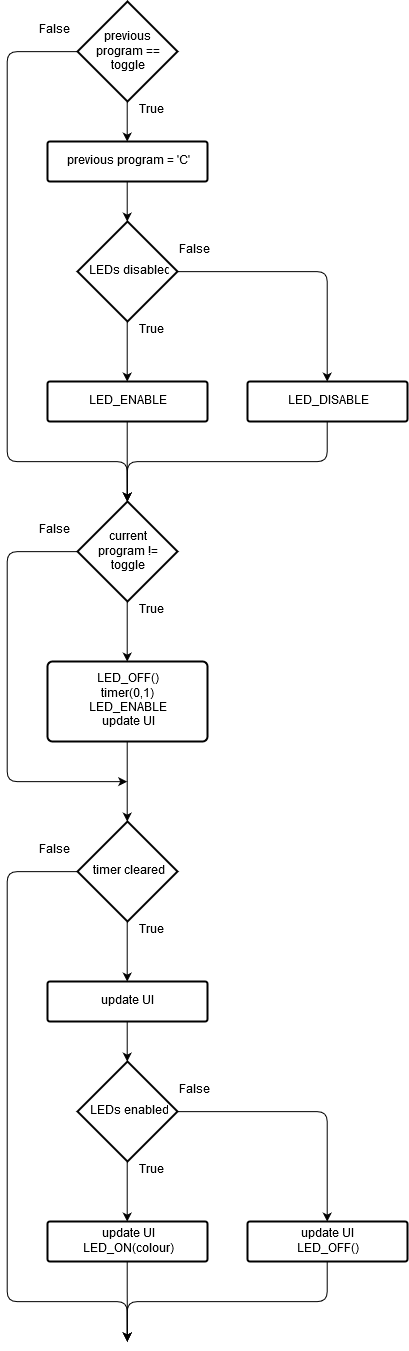 previous
program ==
toggle
False
True
previous program = 'C'
LEDs disabled
False
True
LED_ENABLE
LED_DISABLE
False
current
program !=
toggle
True
LED_OFF()
timer(0,1)
LED_ENABLE
update UI
False
timer cleared
True
update UI
False
LEDs enabled
True
update UI
LED_ON(colour)
update UI
LED_OFF()